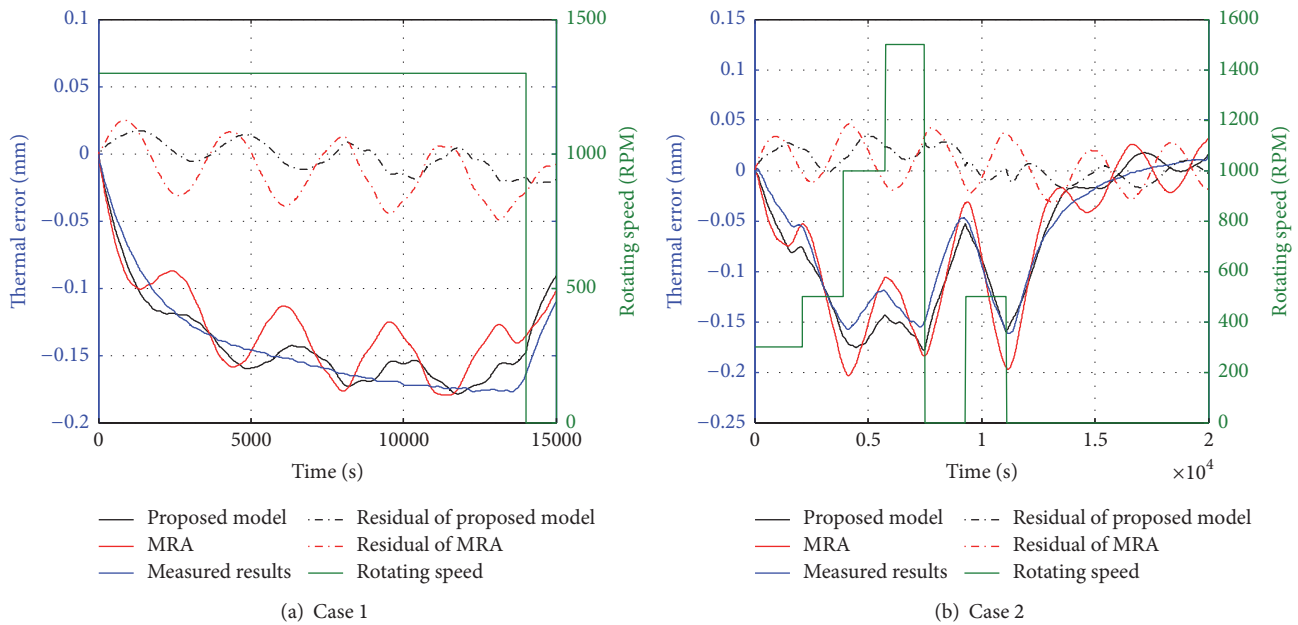 0.1
0.05
0
−0.05
−0.1
−0.15
−0.2
Thermal error (mm)
1500
1000
500
0
Rotating speed (RPM)
0
5000
10000
15000
Time (s)
Proposed model
MRA
Measured results
Residual of proposed model
Residual of MRA
Rotating speed
(a) Case 1
0.15
0.1
0.05
0
−0.05
−0.1
−0.15
−0.2
−0.25
Thermal error (mm)
1600
1400
1200
1000
800
600
400
200
0
Rotating speed (RPM)
0
0.5
1
1.5
2
Time (s)
×10⁴
Proposed model
MRA
Measured results
Residual of proposed model
Residual of MRA
Rotating speed
(b) Case 2